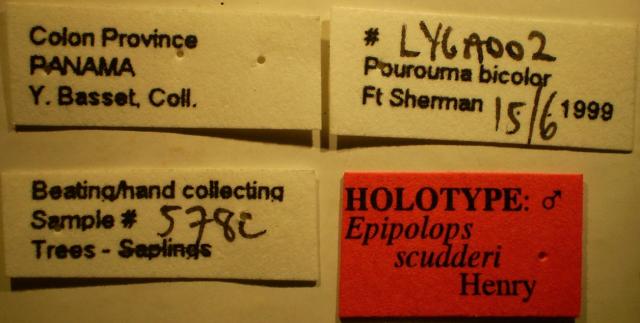 Colon Province
PANAMA
Y. Basset, Coll.
# LYGA002
Pourouma bicolor
Ft Sherman 15/6 1999
Beating/hand collecting
Sample # 578c
Trees - Saplings
HOLOTYPE: ♂
Epipolops
scudderi
Henry